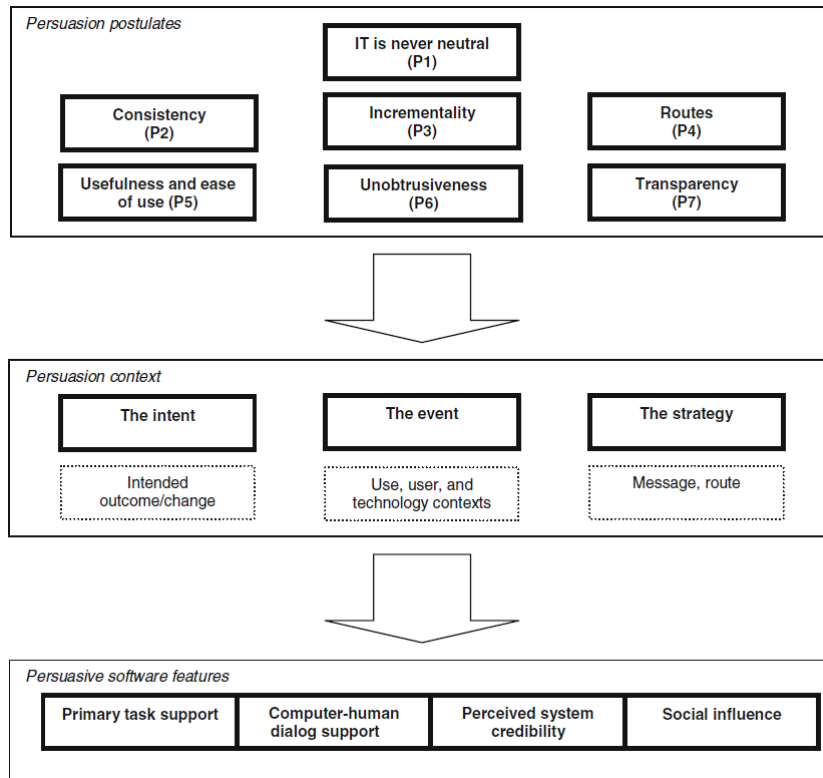 Persuasion postulates
IT is never neutral
(P1)
Consistency
(P2)
Incrementality
(P3)
Routes
(P4)
Usefulness and ease
of use (P5)
Unobtrusiveness
(P6)
Transparency
(P7)
Persuasion context
The intent
The event
The strategy
Intended
outcome/change
Use, user, and
technology contexts
Message, route
Persuasive software features
Primary task support
Computer-human
dialog support
Perceived system
credibility
Social influence